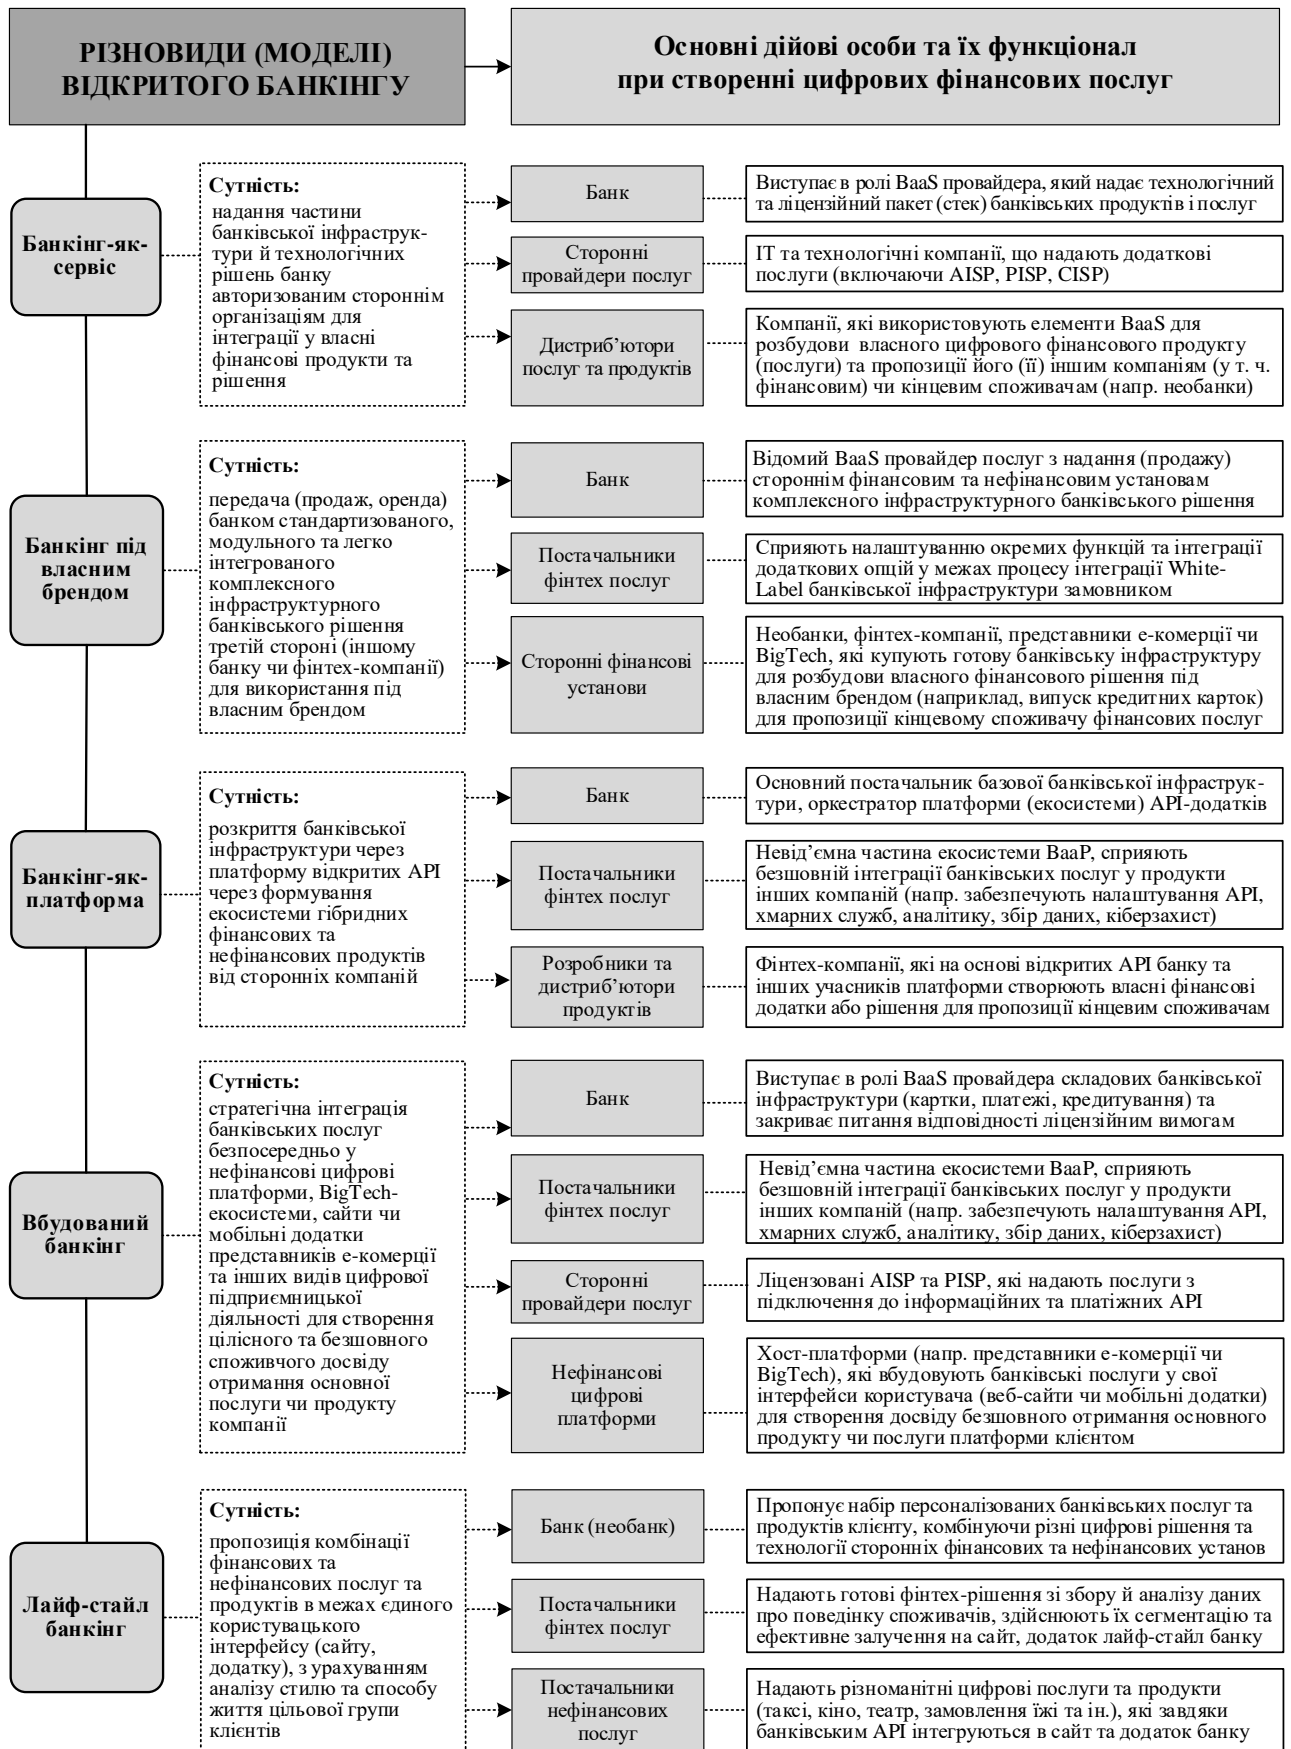 РІЗНОВИДИ (МОДЕЛІ)
ВІДКРИТОГО БАНКІНГУ
Основні дійові особи та їх функціонал
при створенні цифрових фінансових послуг
Банкінг-як-
сервіс
Сутність:
надання частини
банківської інфраструк-
тури й технологічних
рішень банку
авторизованим стороннім
організаціям для
інтеграції у власні
фінансові продукти та
рішення
Банк
Виступає в ролі BaaS провайдера, який надає технологічний
та ліцензійний пакет (стек) банківських продуктів і послуг
Сторонні
провайдери послуг
ІТ та технологічні компанії, що надають додаткові
послуги (включаючи AISP, PISP, CISP)
Дистриб’ютори
послуг та продуктів
Компанії, які використовують елементи BaaS для
розбудови власного цифрового фінансового продукту
(послуги) та пропозиції його (її) іншим компаніям (у т. ч.
фінансовим) чи кінцевим споживачам (напр. необанки)
Банкінг під
власним
брендом
Сутність:
передача (продаж, оренда)
банком стандартизованого,
модульного та легко
інтегрованого
комплексного
інфраструктурного
банківського рішення
третій стороні (іншому
банку чи фінтех-компанії)
для використання під
власним брендом
Банк
Відомий BaaS провайдер послуг з надання (продажу)
стороннім фінансовим та нефінансовим установам
комплексного інфраструктурного банківського рішення
Постачальники
фінтех послуг
Сприяють налаштуванню окремих функцій та інтеграції
додаткових опцій у межах процесу інтеграції White-
Label банківської інфраструктури замовником
Сторонні фінансові
установи
Необанки, фінтех-компанії, представники е-комерції чи
BigTech, які купують готову банківську інфраструктуру
для розбудови власного фінансового рішення під
власним брендом (наприклад, випуск кредитних карток)
для пропозиції кінцевому споживачу фінансових послуг
Банкінг-як-
платформа
Сутність:
розкриття банківської
інфраструктури через
платформу відкритих API
через формування
екосистеми гібридних
фінансових та
нефінансових продуктів
від сторонніх компаній
Банк
Основний постачальник базової банківської інфраструк-
тури, оркестратор платформи (екосистеми) API-додатків
Постачальники
фінтех послуг
Невід’ємна частина екосистеми BaaP, сприяють
безшовній інтеграції банківських послуг у продукти
інших компаній (напр. забезпечують налаштування API,
хмарних служб, аналітику, збір даних, кіберзахист)
Розробники та
дистриб’ютори
продуктів
Фінтех-компанії, які на основі відкритих API банку та
інших учасників платформи створюють власні фінансові
додатки або рішення для пропозиції кінцевим споживачам
Вбудований
банкінг
Сутність:
стратегічна інтеграція
банківських послуг
безпосередньо у
нефінансові цифрові
платформи, BigTech-
екосистеми, сайти чи
мобільні додатки
представників е-комерції
та інших видів цифрової
підприємницької
діяльності для створення
цілісного та безшовного
споживчого досвіду
отримання основної
послуги чи продукту
компанії
Банк
Виступає в ролі BaaS провайдера складових банківської
інфраструктури (картки, платежі, кредитування) та
закриває питання відповідності ліцензійним вимогам
Постачальники
фінтех послуг
Невід’ємна частина екосистеми BaaP, сприяють
безшовній інтеграції банківських послуг у продукти
інших компаній (напр. забезпечують налаштування API,
хмарних служб, аналітику, збір даних, кіберзахист)
Сторонні
провайдери послуг
Ліцензовані AISP та PISP, які надають послуги з
підключення до інформаційних та платіжних API
Нефінансові
цифрові
платформи
Хост-платформи (напр. представники е-комерції чи
BigTech), які вбудовують банківські послуги у свої
інтерфейси користувача (веб-сайти чи мобільні додатки)
для створення досвіду безшовного отримання основного
продукту чи послуги платформи клієнтом
Лайф-стайл
банкінг
Сутність:
пропозиція комбінації
фінансових та
нефінансових послуг та
продуктів в межах єдиного
користувацького
інтерфейсу (сайту,
додатку), з урахуванням
аналізу стилю та способу
життя цільової групи
клієнтів
Банк (необанк)
Пропонує набір персоналізованих банківських послуг та
продуктів клієнту, комбінуючи різні цифрові рішення та
технології сторонніх фінансових та нефінансових установ
Постачальники
фінтех послуг
Надають готові фінтех-рішення зі збору й аналізу даних
про поведінку споживачів, здійснюють їх сегментацію та
ефективне залучення на сайт, додаток лайф-стайл банку
Постачальники
нефінансових
послуг
Надають різноманітні цифрові послуги та продукти
(таксі, кіно, театр, замовлення їжі та ін.), які завдяки
банківським API інтегруються в сайт та додаток банку